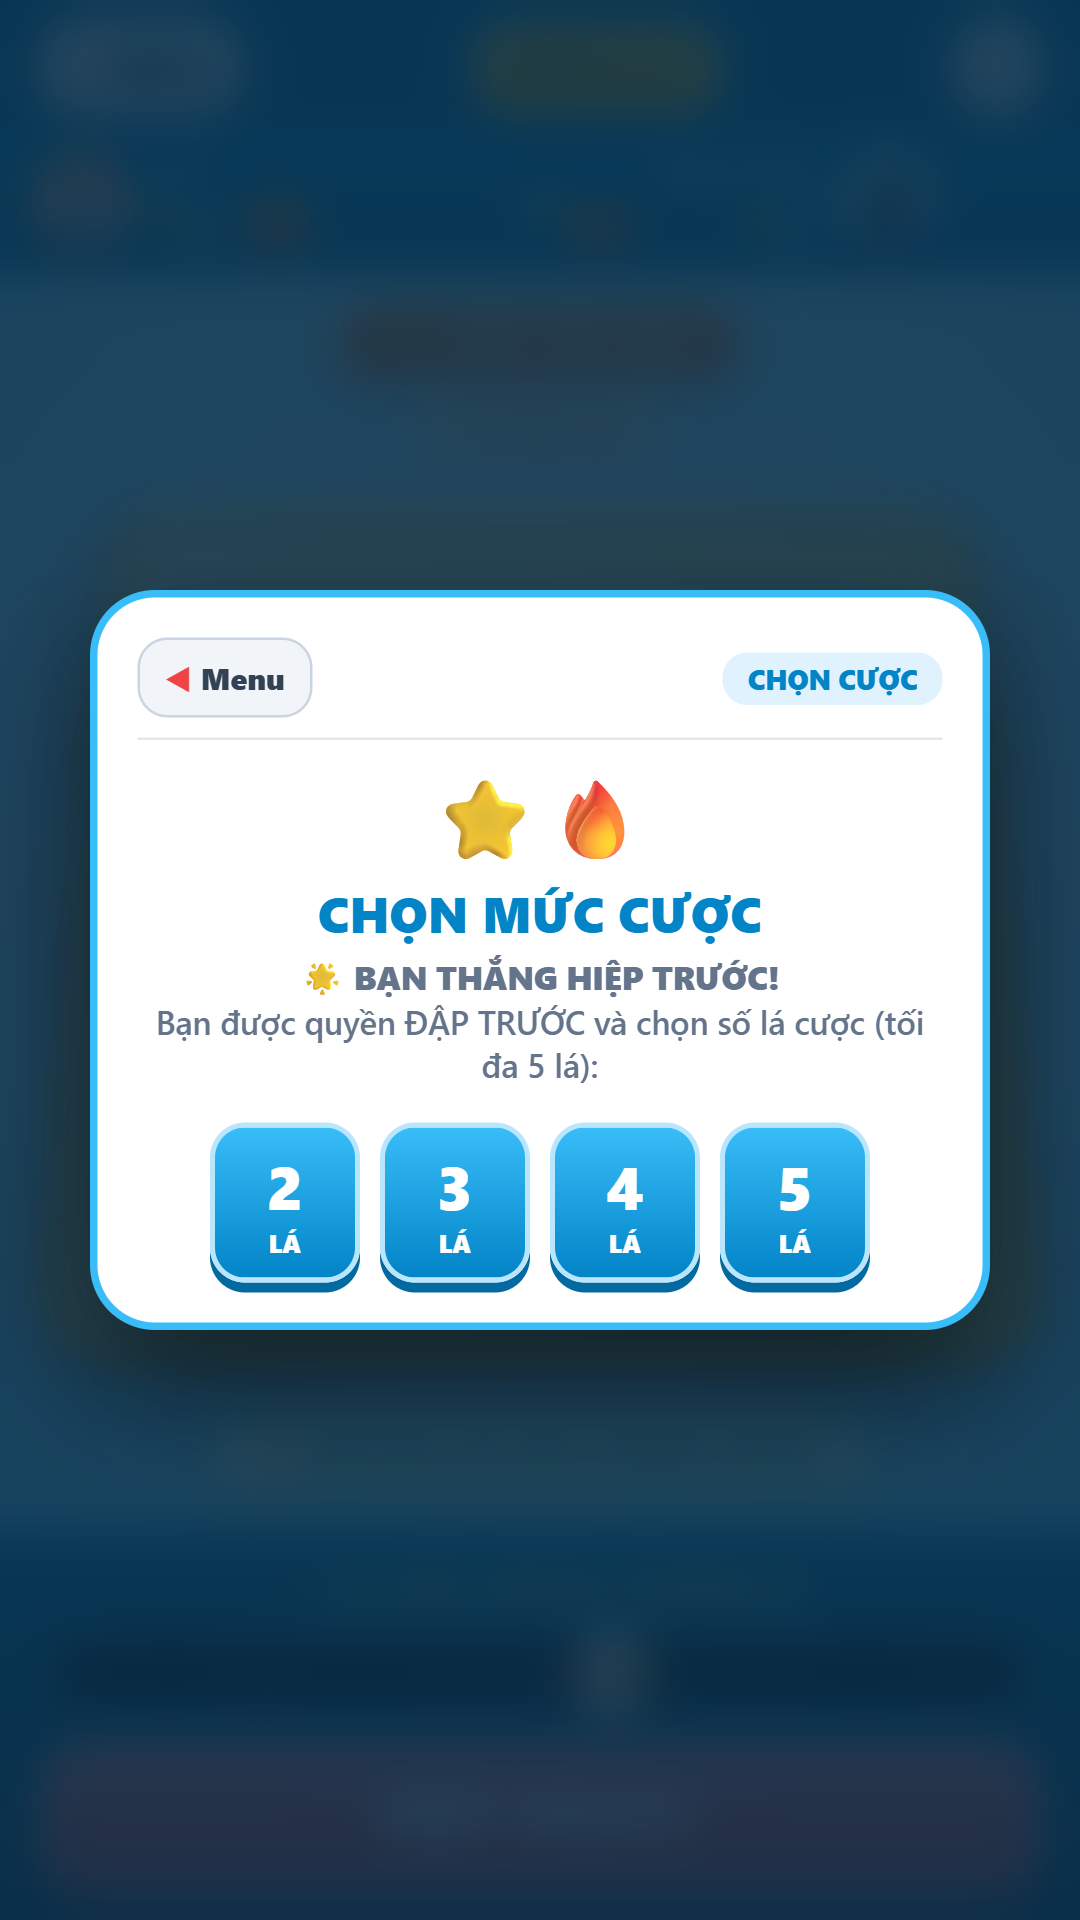 Menu
CHỌN CƯỢC
CHỌN MỨC CƯỢC
BẠN THẮNG HIỆP TRƯỚC!
Bạn được quyền ĐẬP TRƯỚC và chọn số lá cược (tối
đa 5 lá):
2
LÁ
3
LÁ
4
LÁ
5
LÁ